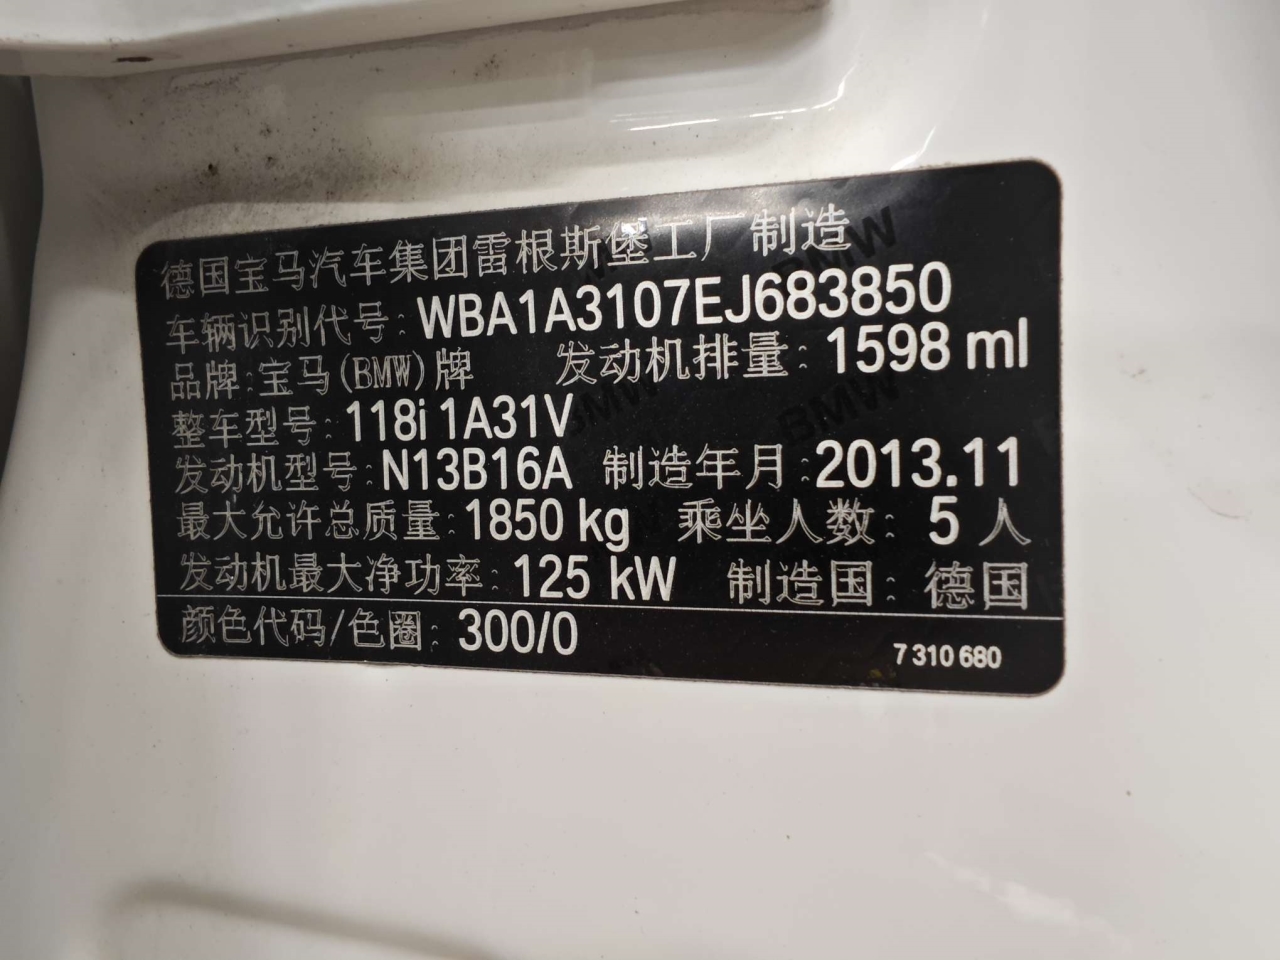 德国宝马汽车集团雷根斯堡工厂制造
车辆识别代号: WBA1A3107EJ683850
品牌: 宝马(BMW)牌 发动机排量: 1598 ml
整车型号: 118i 1A31V
发动机型号: N13B16A 制造年月: 2013.11
最大允许总质量: 1850 kg 乘坐人数: 5 人
发动机最大净功率: 125 kW 制造国: 德国
颜色代码/色圈: 300/0
7 310 680